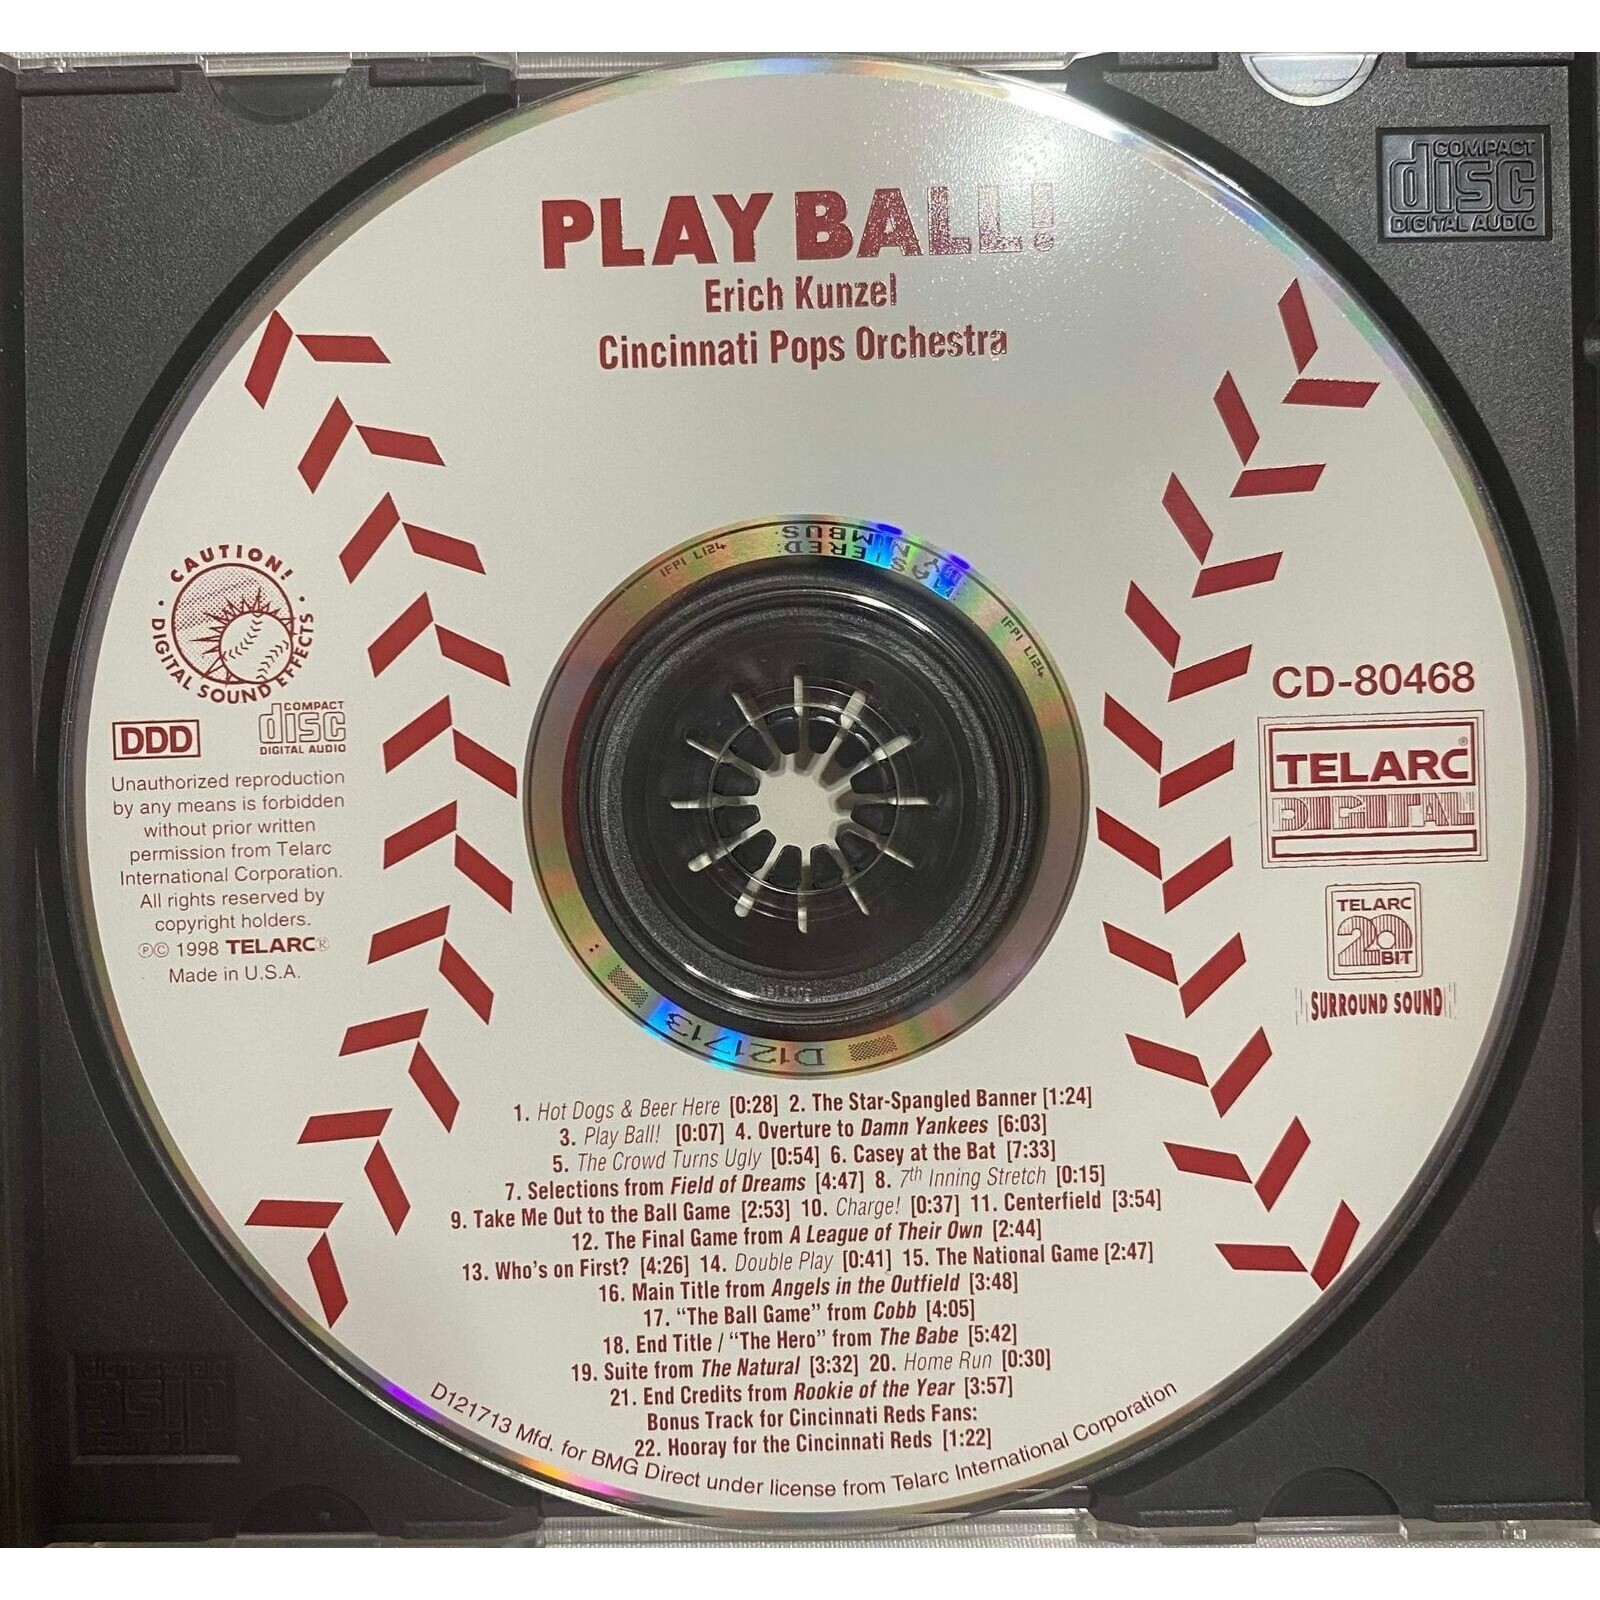 PLAY BALL!
Erich Kunzel
Cincinnati Pops Orchestra
COMPACT
disc
DIGITAL AUDIO
MASTERED:
BY NIMBUS
IFPI L124
IFPI L124
CAUTION!
• DIGITAL SOUND EFFECTS •
DDD
COMPACT
disc
DIGITAL AUDIO
Unauthorized reproduction
by any means is forbidden
without prior written
permission from Telarc
International Corporation.
All rights reserved by
copyright holders.
℗© 1998 TELARC®
Made in U.S.A.
CD-80468
TELARC®
DIGITAL
TELARC
20
BIT
SURROUND SOUND
D121713
1. Hot Dogs & Beer Here [0:28] 2. The Star-Spangled Banner [1:24]
3. Play Ball! [0:07] 4. Overture to Damn Yankees [6:03]
5. The Crowd Turns Ugly [0:54] 6. Casey at the Bat [7:33]
7. Selections from Field of Dreams [4:47] 8. 7th Inning Stretch [0:15]
9. Take Me Out to the Ball Game [2:53] 10. Charge! [0:37] 11. Centerfield [3:54]
12. The Final Game from A League of Their Own [2:44]
13. Who's on First? [4:26] 14. Double Play [0:41] 15. The National Game [2:47]
16. Main Title from Angels in the Outfield [3:48]
17. “The Ball Game” from Cobb [4:05]
18. End Title / “The Hero” from The Babe [5:42]
19. Suite from The Natural [3:32] 20. Home Run [0:30]
21. End Credits from Rookie of the Year [3:57]
Bonus Track for Cincinnati Reds Fans:
22. Hooray for the Cincinnati Reds [1:22]
D121713 Mfd. for BMG Direct under license from Telarc International Corporation